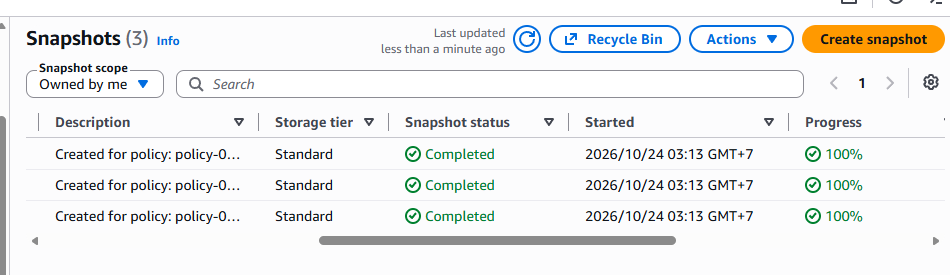 Snapshots (3) Info
Last updated
less than a minute ago
Recycle Bin
Actions
Create snapshot
Snapshot scope
Owned by me
Search
1
Description Storage tier Snapshot status Started Progress
Created for policy: policy-0... Standard Completed 2026/10/24 03:13 GMT+7 100%
Created for policy: policy-0... Standard Completed 2026/10/24 03:13 GMT+7 100%
Created for policy: policy-0... Standard Completed 2026/10/24 03:13 GMT+7 100%